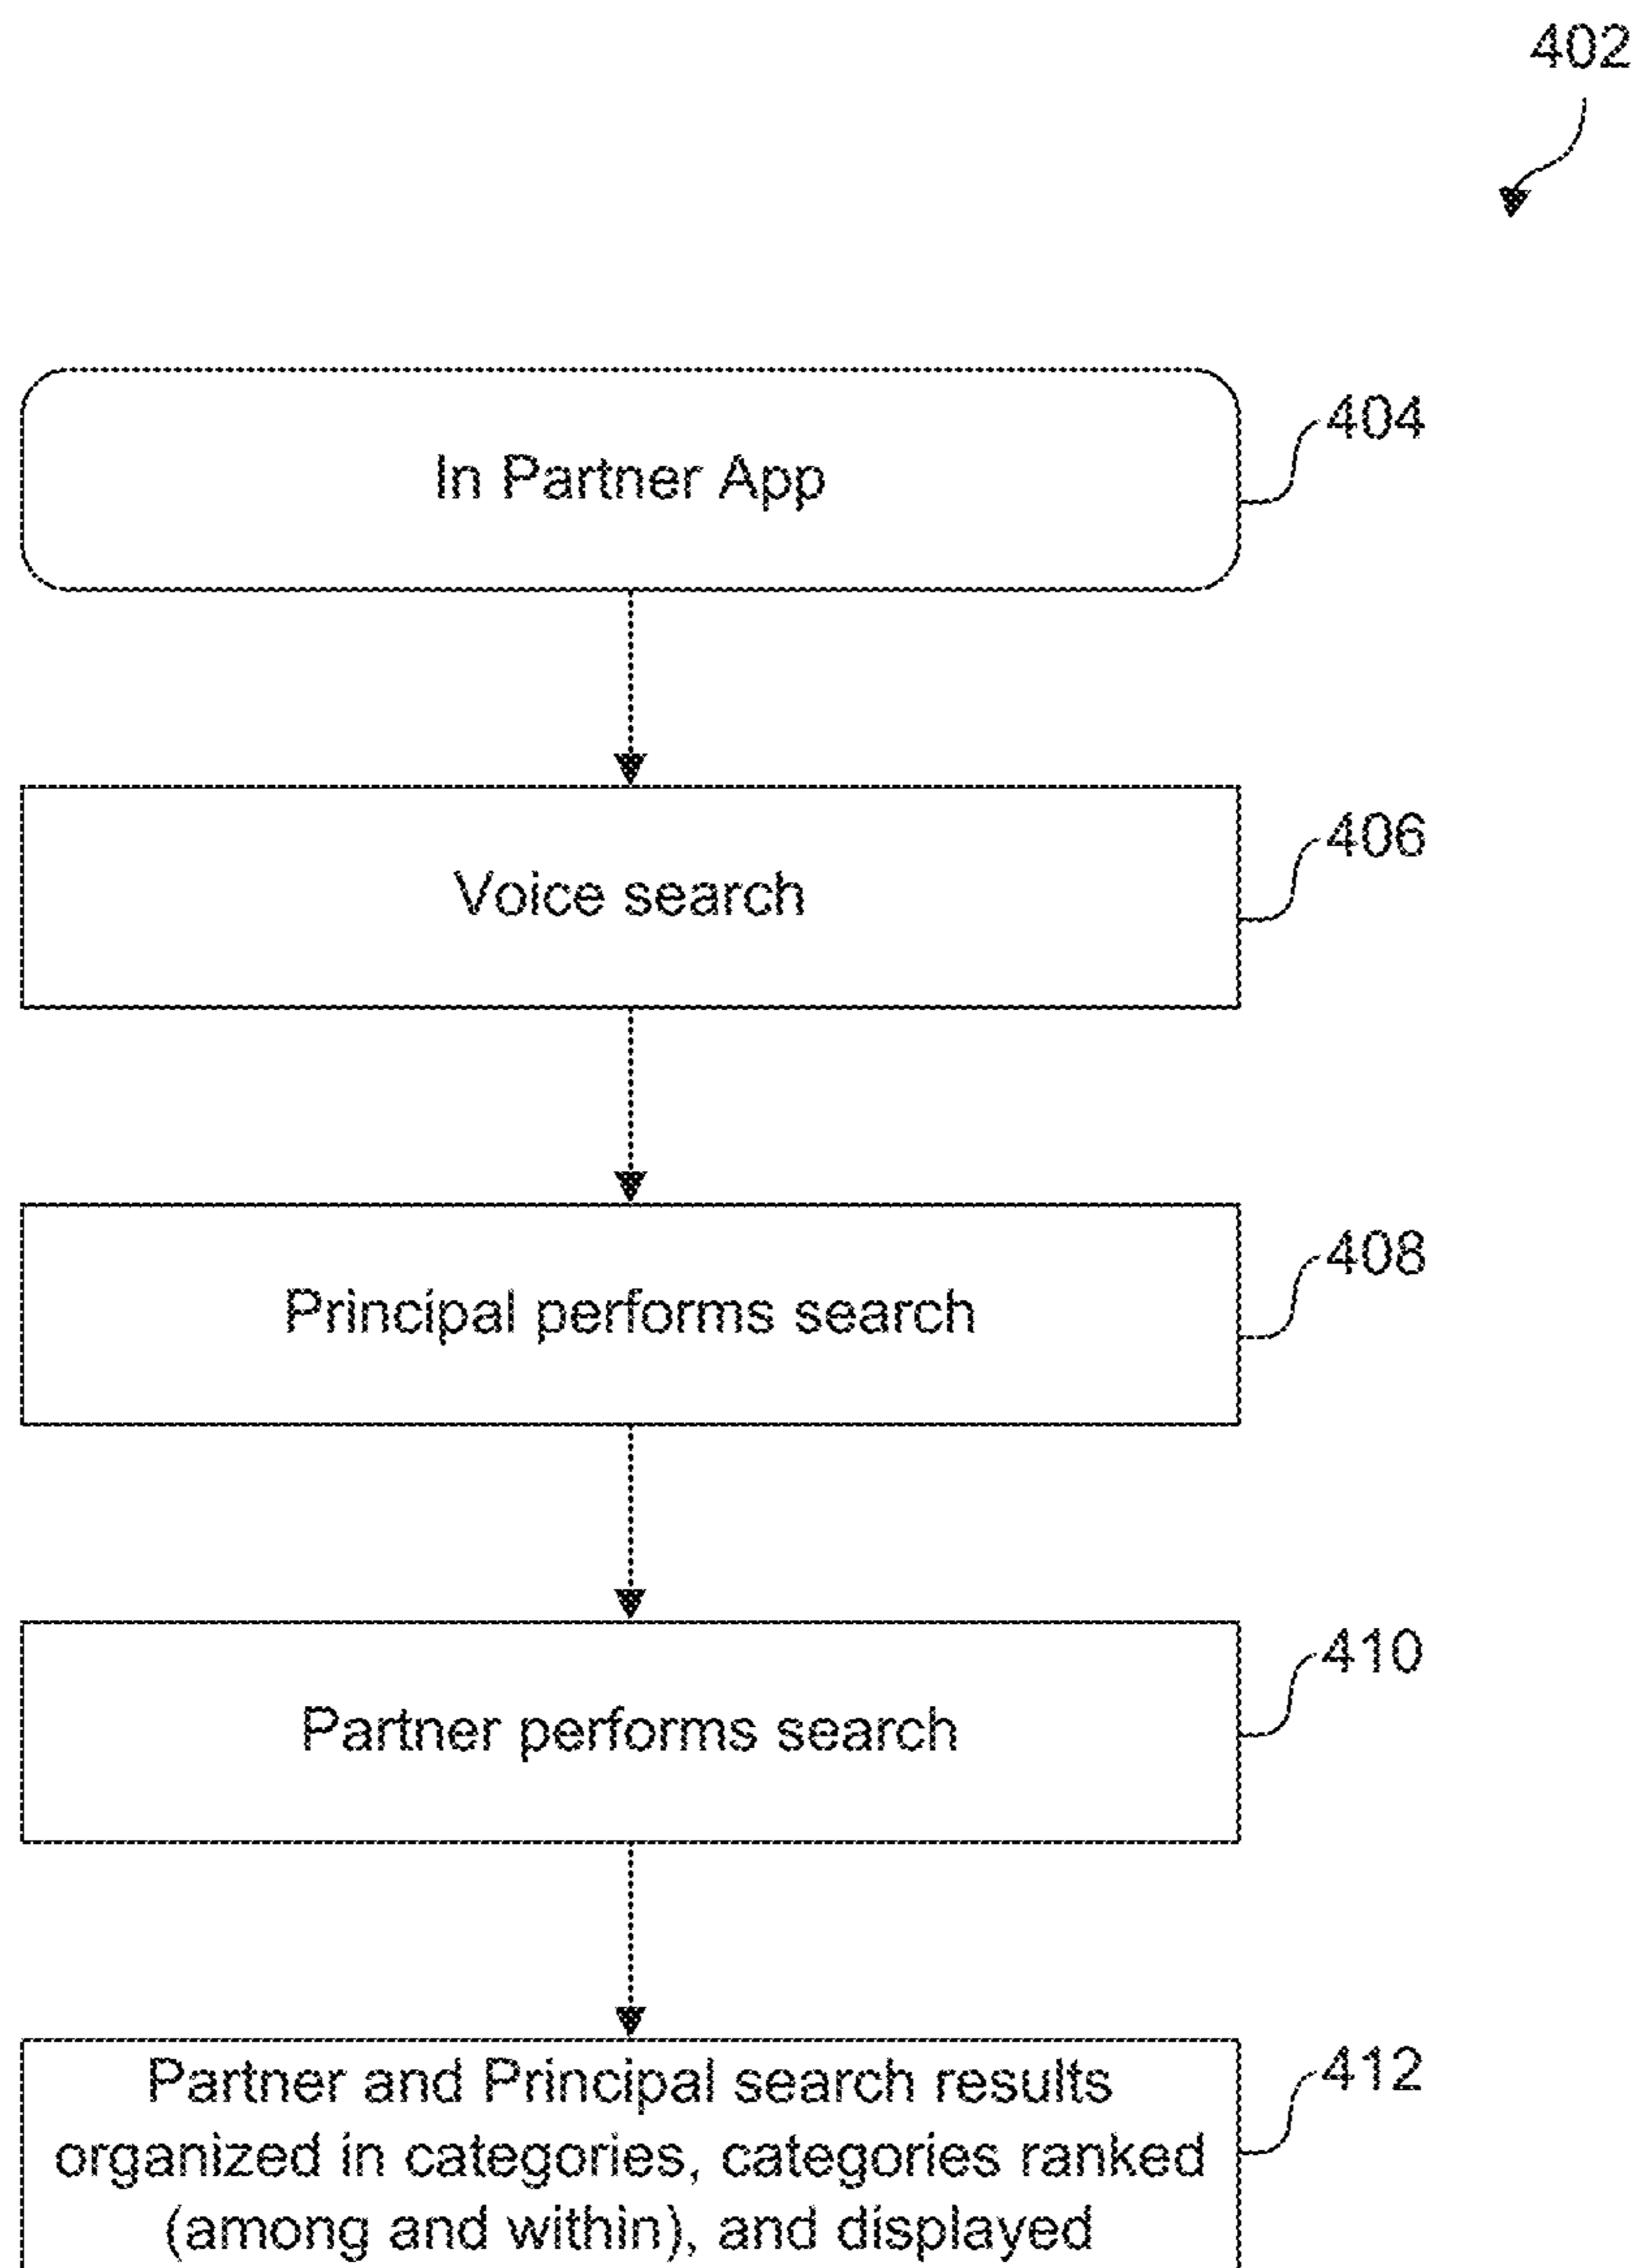 402
In Partner App
404
Voice search
406
Principal performs search
408
Partner performs search
410
Partner and Principal search results
organized in categories, categories ranked
(among and within), and displayed
412